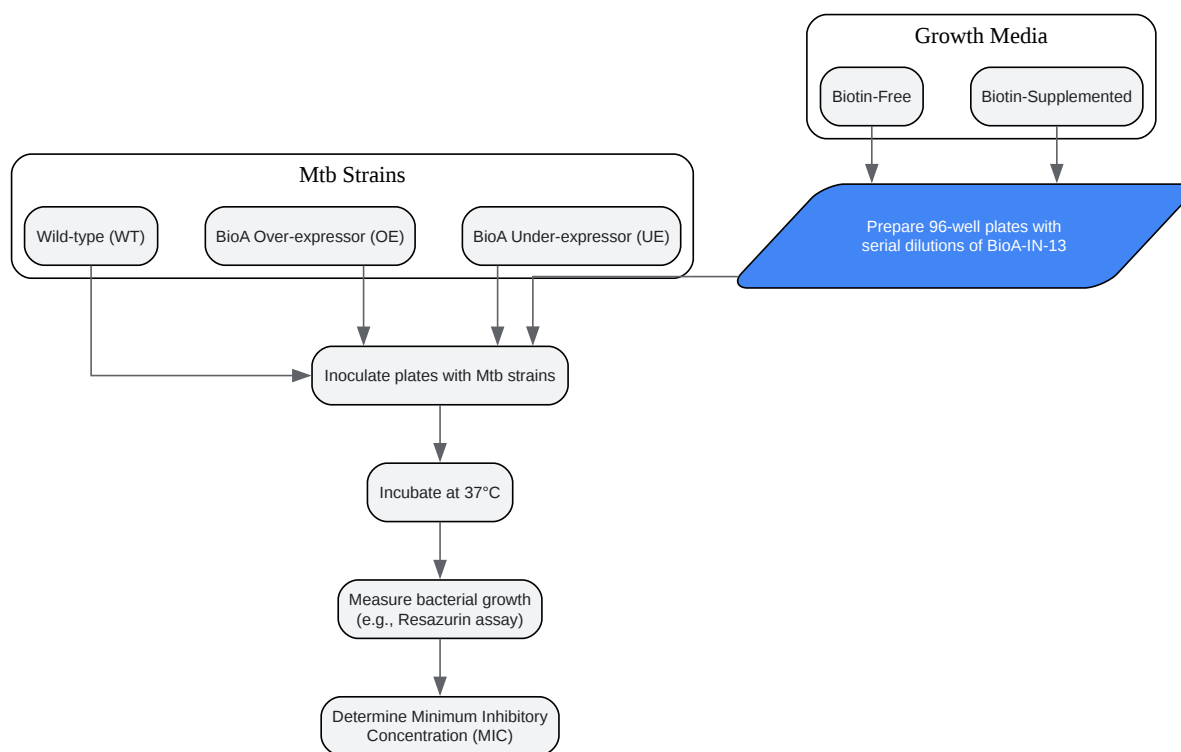 Growth Media
Biotin-Free
Biotin-Supplemented
Mtb Strains
Wild-type (WT)
BioA Over-expressor (OE)
BioA Under-expressor (UE)
Prepare 96-well plates with
serial dilutions of BioA-IN-13
Inoculate plates with Mtb strains
Incubate at 37°C
Measure bacterial growth
(e.g., Resazurin assay)
Determine Minimum Inhibitory
Concentration (MIC)